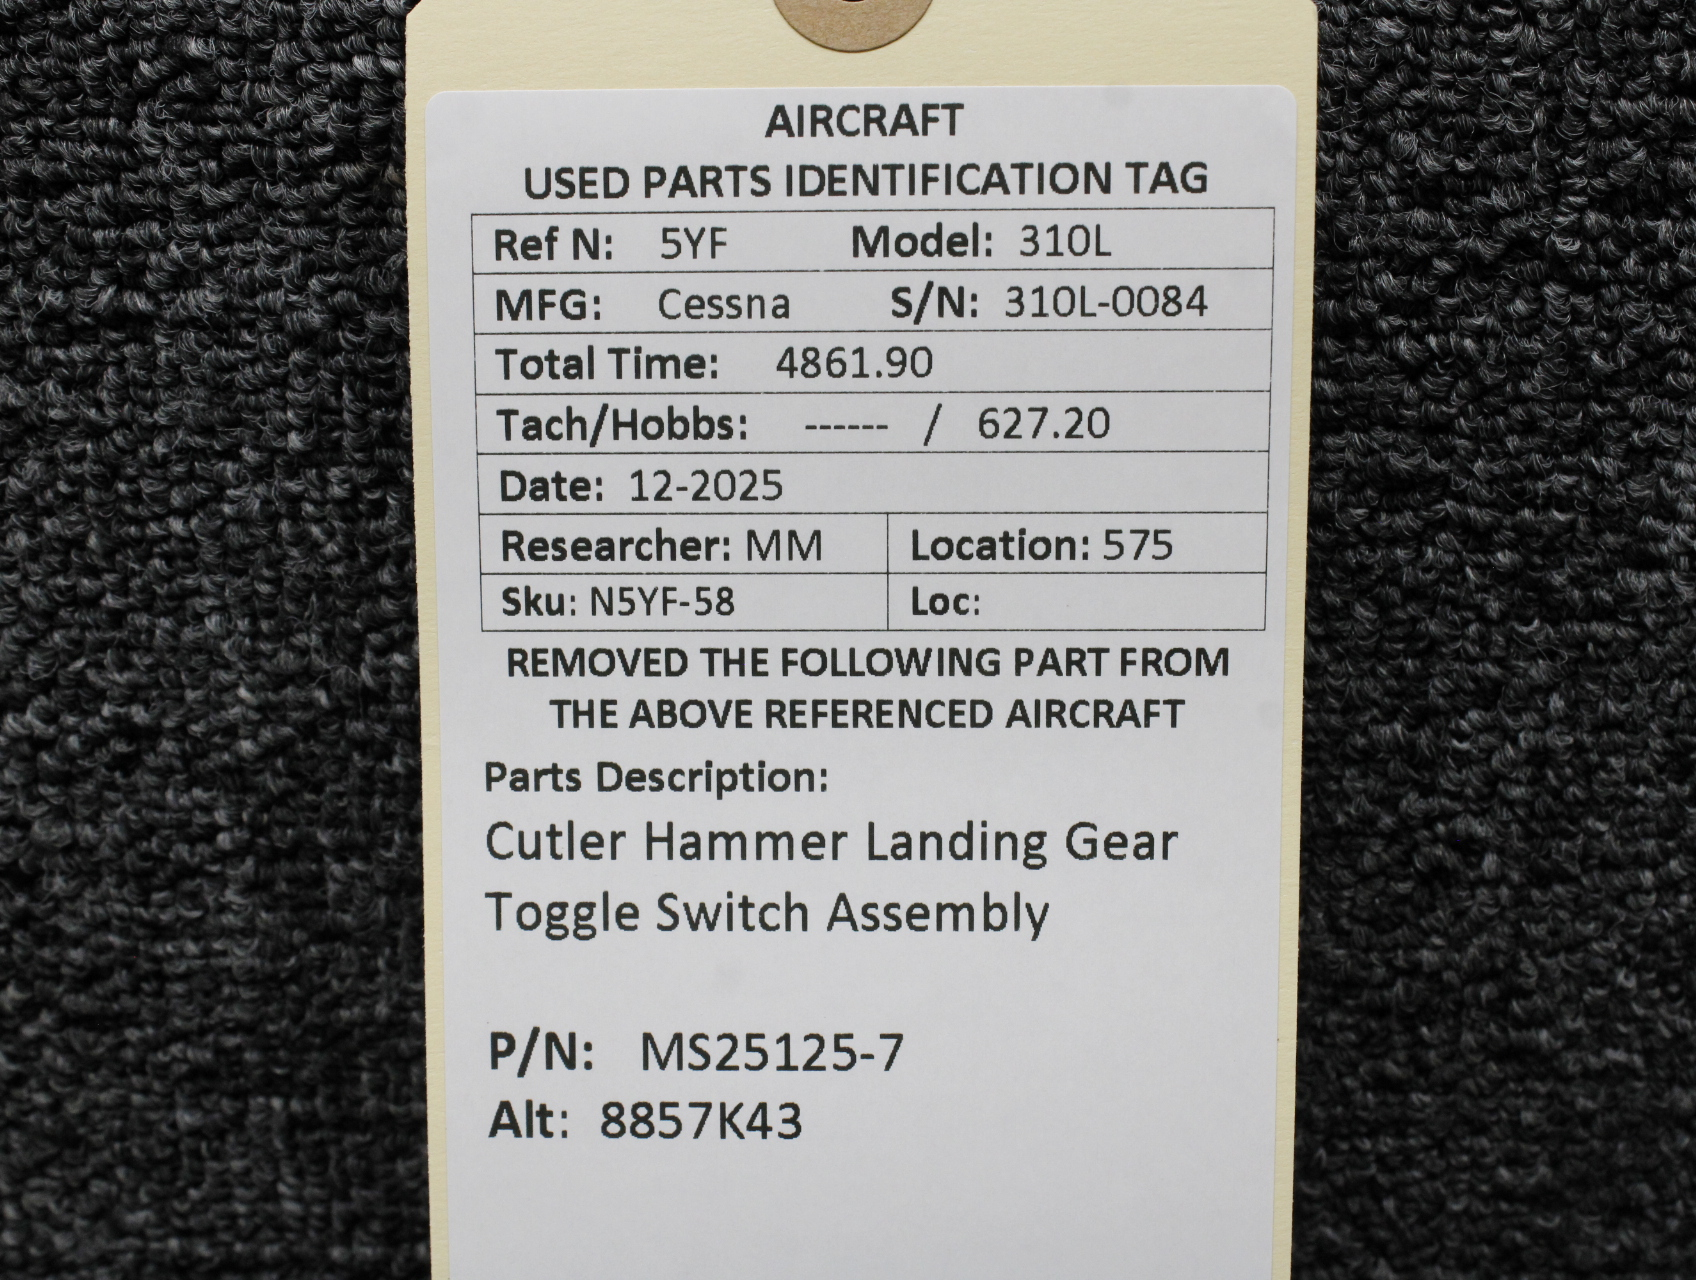 AIRCRAFT
USED PARTS IDENTIFICATION TAG
Ref N: 5YF Model: 310L
MFG: Cessna S/N: 310L-0084
Total Time: 4861.90
Tach/Hobbs: ------ / 627.20
Date: 12-2025
Researcher: MM Location: 575
Sku: N5YF-58 Loc:
REMOVED THE FOLLOWING PART FROM
THE ABOVE REFERENCED AIRCRAFT
Parts Description:
Cutler Hammer Landing Gear
Toggle Switch Assembly
P/N: MS25125-7
Alt: 8857K43